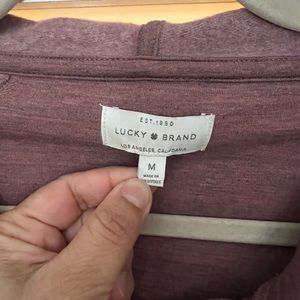 EST. 1990
LUCKY BRAND
LOS ANGELES, CALIFORNIA
M
MADE IN